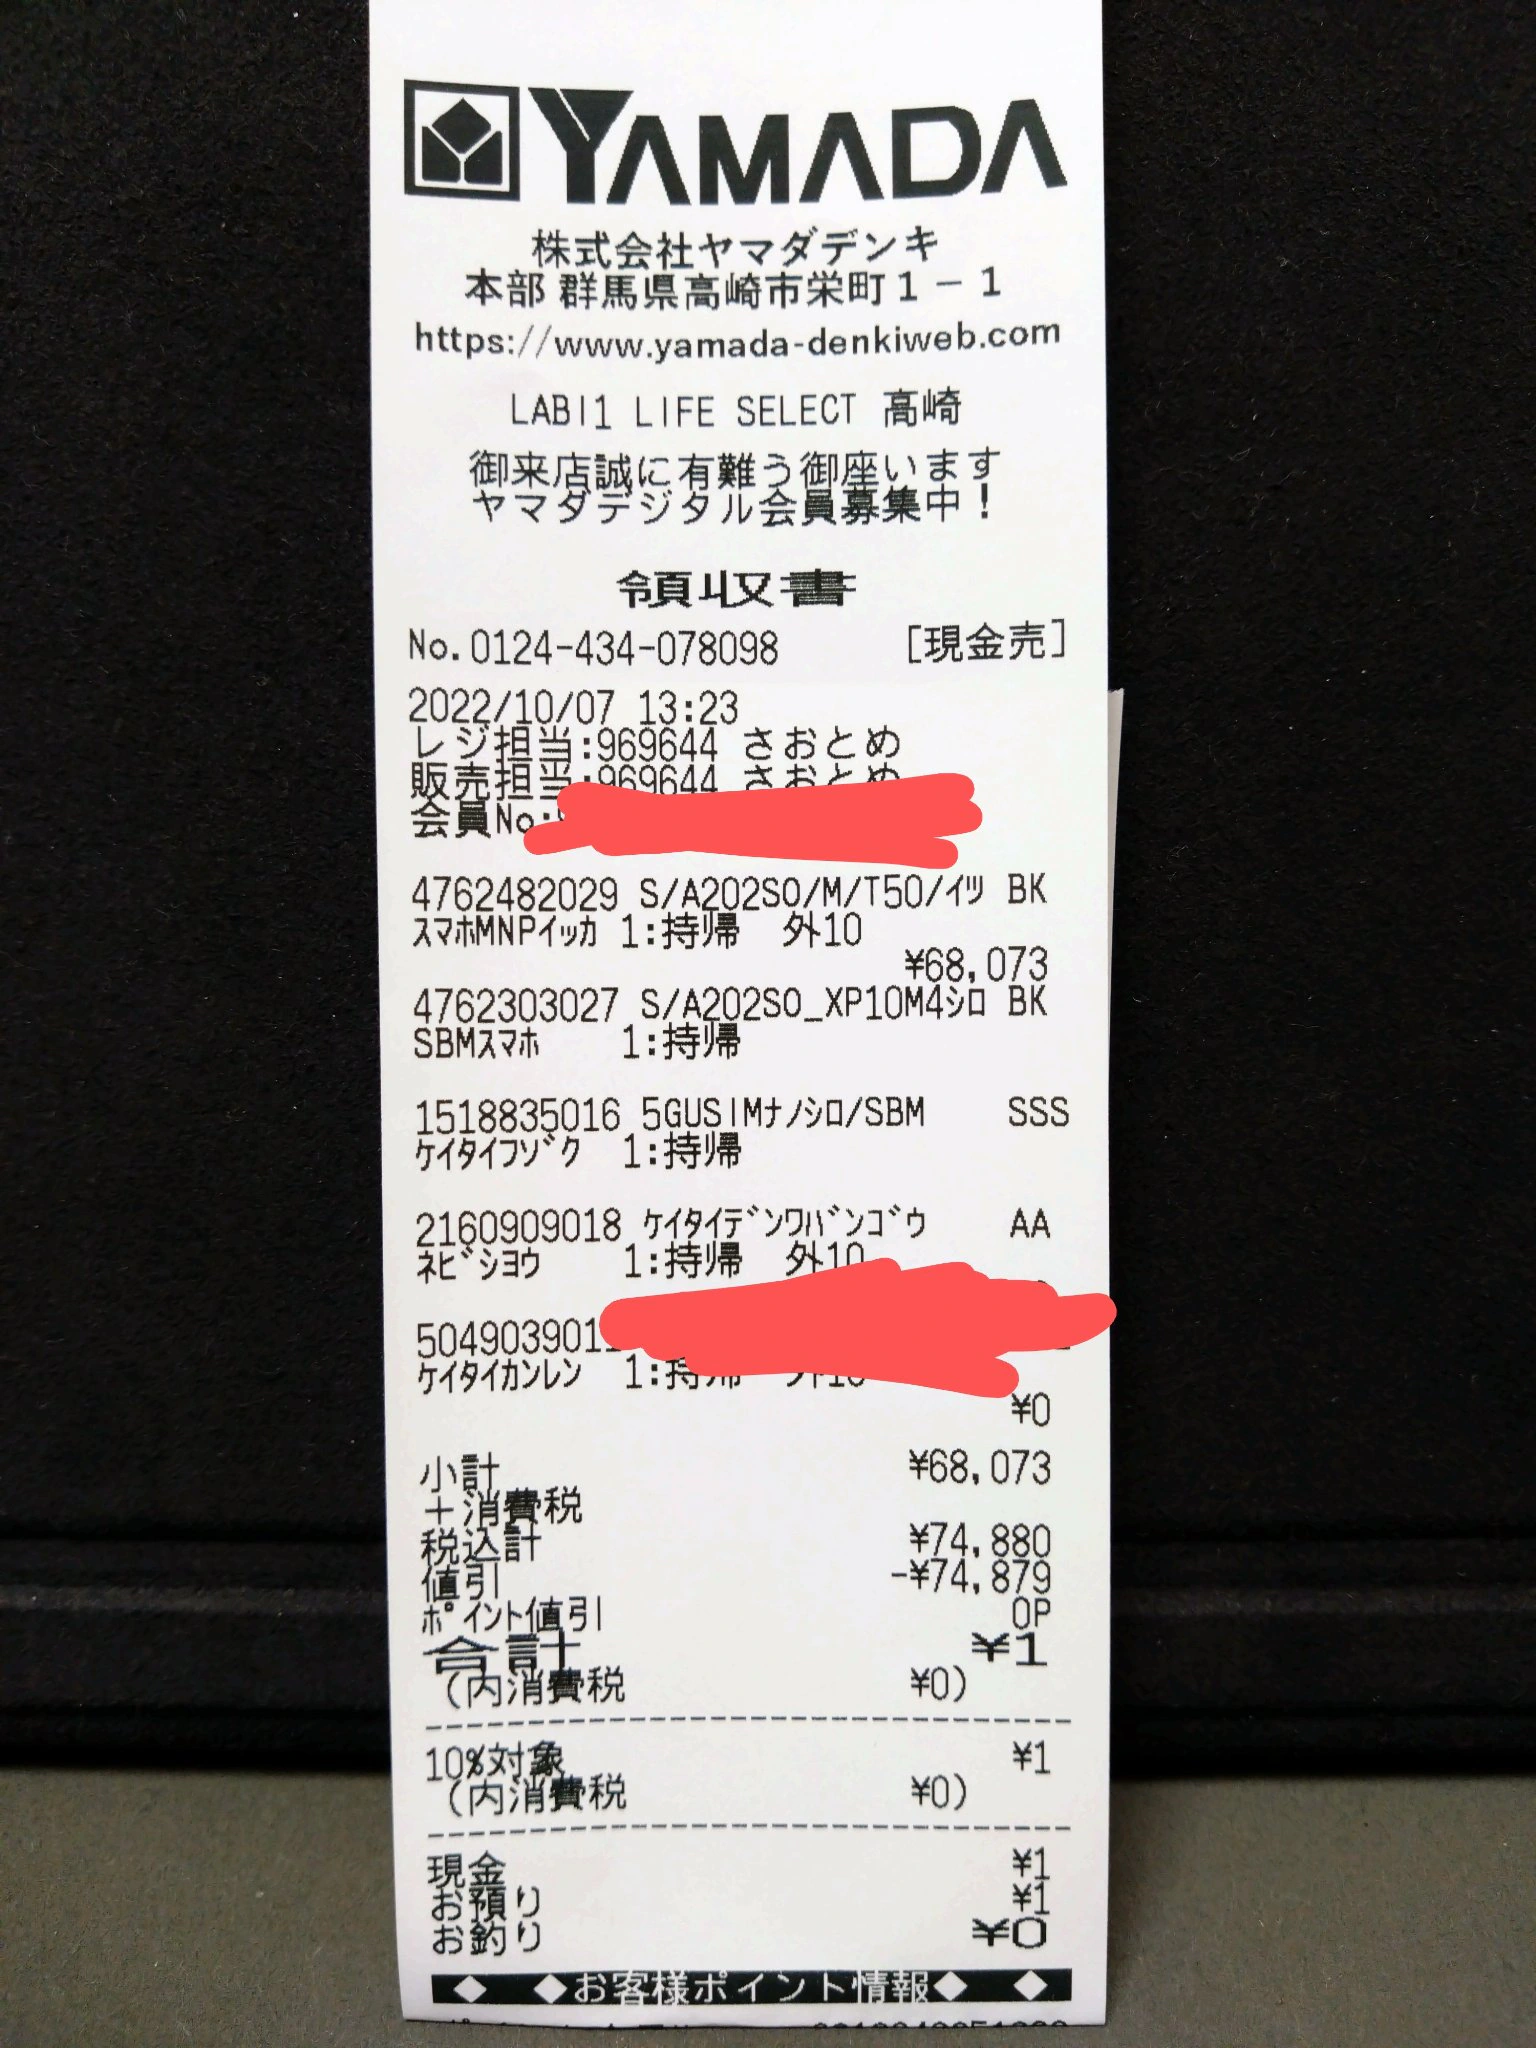 YAMADA
株式会社ヤマダデンキ
本部 群馬県高崎市栄町1-1
https://www.yamada-denkiweb.com
LABI1 LIFE SELECT 高崎
御来店誠に有難う御座います
ヤマダデジタル会員募集中!
領収書
No.0124-434-078098 [現金売]
2022/10/07 13:23
レジ担当:969644 さおとめ
販売担当:969644 さおとめ
会員No:
4762482029 S/A202SO/M/T50/イツ BK
スマホMNPイッカ 1:持帰 外10
¥68,073
4762303027 S/A202SO_XP10M4シロ BK
SBMスマホ 1:持帰
1518835016 5GUSIMナノシロ/SBM SSS
ケイタイフゾク 1:持帰
2160909018 ケイタイデンワバンゴウ AA
ネビショウ 1:持帰 外10
504903901
ケイタイカンレン 1:持帰 外10
¥0
小計 ¥68,073
+消費税
税込計 ¥74,880
値引 -¥74,879
ポイント値引 0P
合計 ¥1
(内消費税 ¥0)
10%対象 ¥1
(内消費税 ¥0)
現金 ¥1
お預り ¥1
お釣り ¥0
◆ ◆お客様ポイント情報◆ ◆